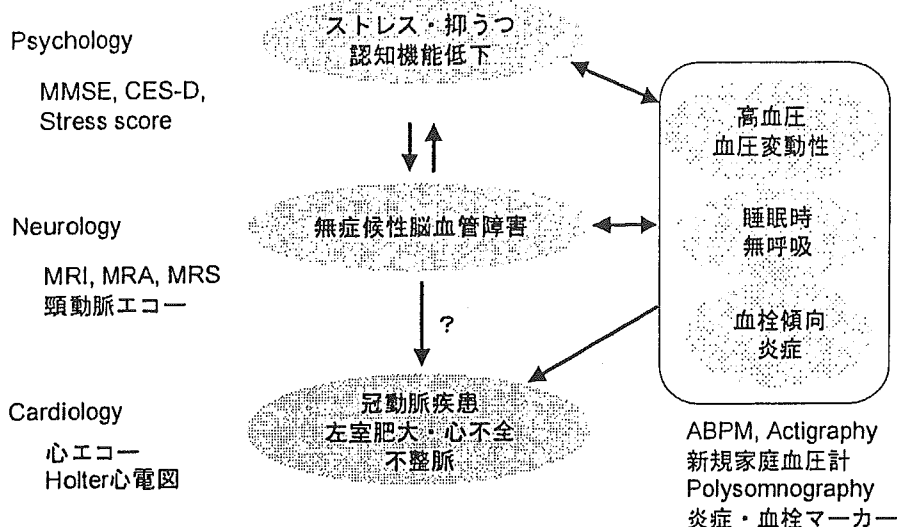 ストレス・抑うつ
認知機能低下
Psychology
MMSE, CES-D,
Stress score
高血圧
血圧変動性
Neurology
無症候性脳血管障害
睡眠時
無呼吸
MRI, MRA, MRS
頸動脈エコー
?
血栓傾向
炎症
Cardiology
冠動脈疾患
左室肥大・心不全
不整脈
心エコー
Holter心電図
ABPM, Actigraphy
新規家庭血圧計
Polysomnography
炎症・血栓マーカー